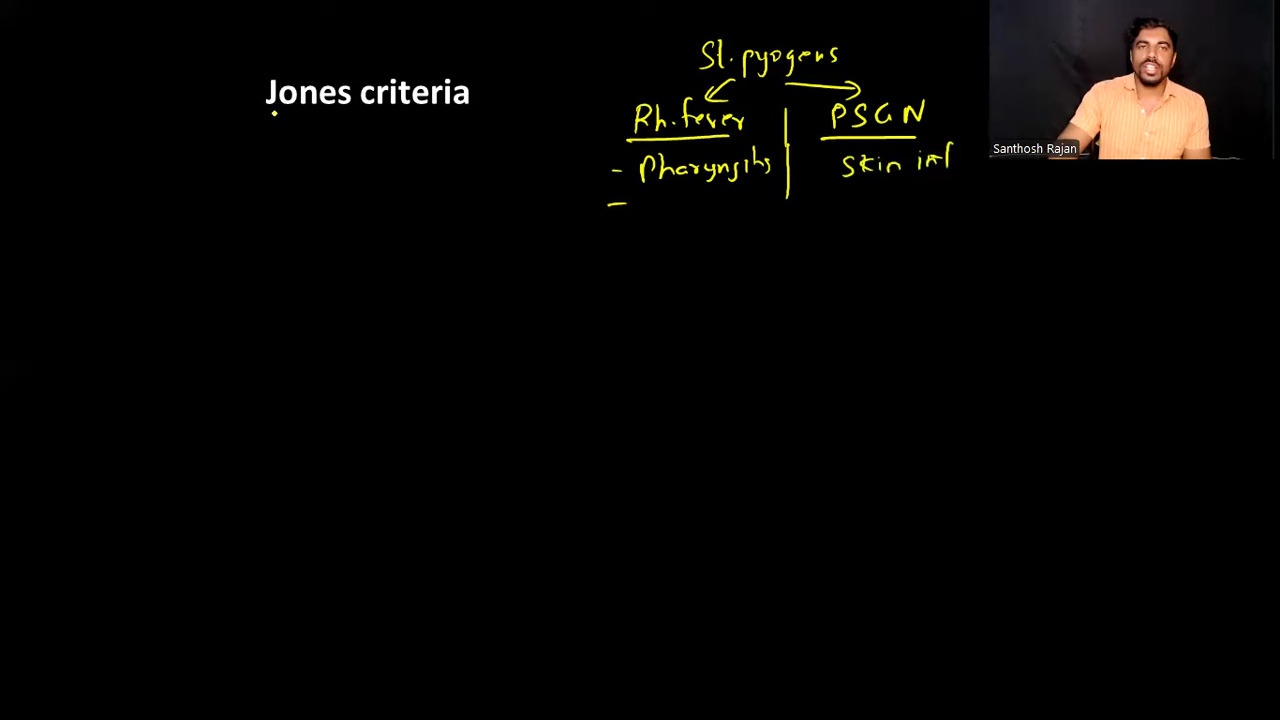 Jones criteria
St. pyogens
Rh. fever
PSGN
- Pharyngitis
Skin inf
-
Santhosh Rajan